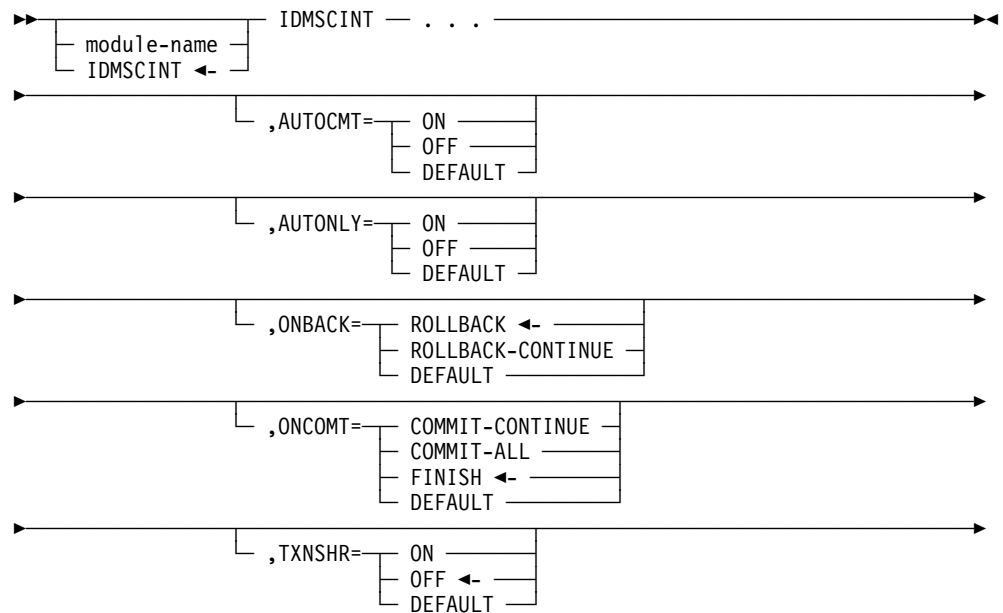 IDMSCINT — . . .
module-name
IDMSCINT ◄-
,AUTOCMT= ON
OFF
DEFAULT
,AUTONLY= ON
OFF
DEFAULT
,ONBACK= ROLLBACK ◄-
ROLLBACK-CONTINUE
DEFAULT
,ONCOMT= COMMIT-CONTINUE
COMMIT-ALL
FINISH ◄-
DEFAULT
,TXNSHR= ON
OFF ◄-
DEFAULT